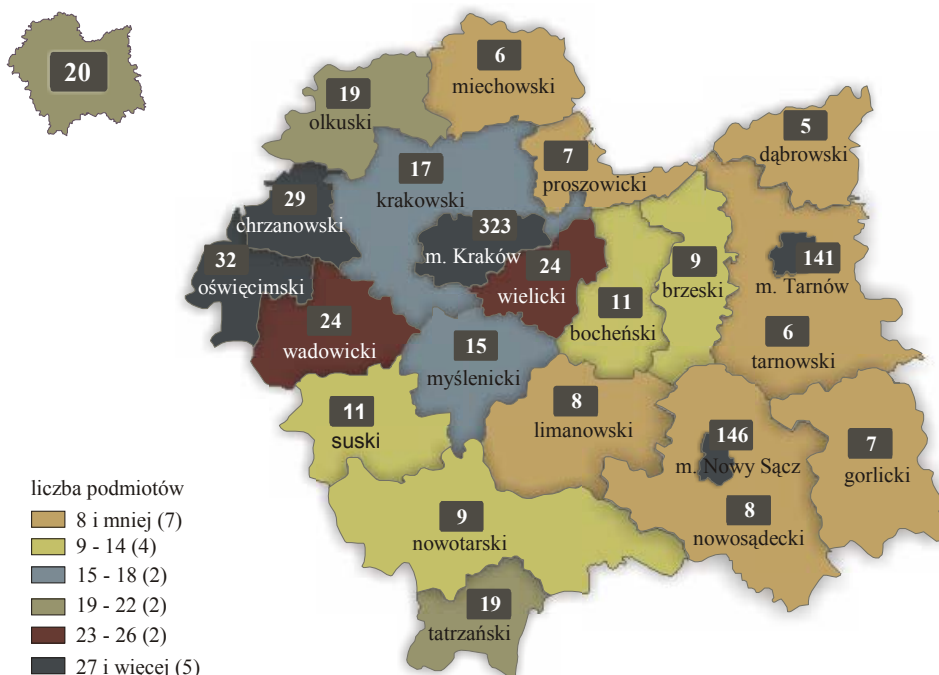 20
6
miechowski
19
olkuski
5
dąbrowski
7
proszowicki
17
krakowski
29
chrzanowski
323
m. Kraków
24
wielicki
9
brzeski
141
m. Tarnów
32
oświęcimski
11
bocheński
24
wadowicki
15
myślenicki
6
tarnowski
11
suski
8
limanowski
146
m. Nowy Sącz
7
gorlicki
9
nowotarski
8
nowosądecki
19
tatrzański
liczba podmiotów
8 i mniej (7)
9 - 14 (4)
15 - 18 (2)
19 - 22 (2)
23 - 26 (2)
27 i więcej (5)